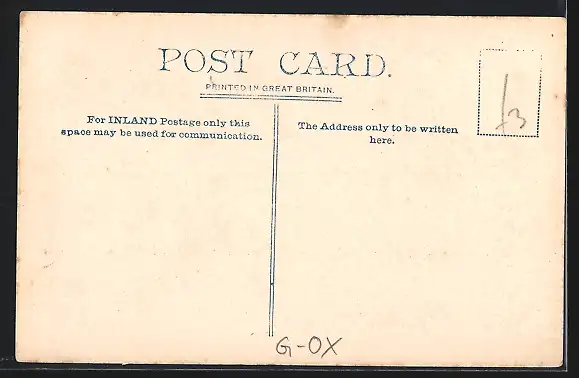 POST CARD.
PRINTED IN GREAT BRITAIN.
For INLAND Postage only this
space may be used for communication.
The Address only to be written
here.
/3
G-OX